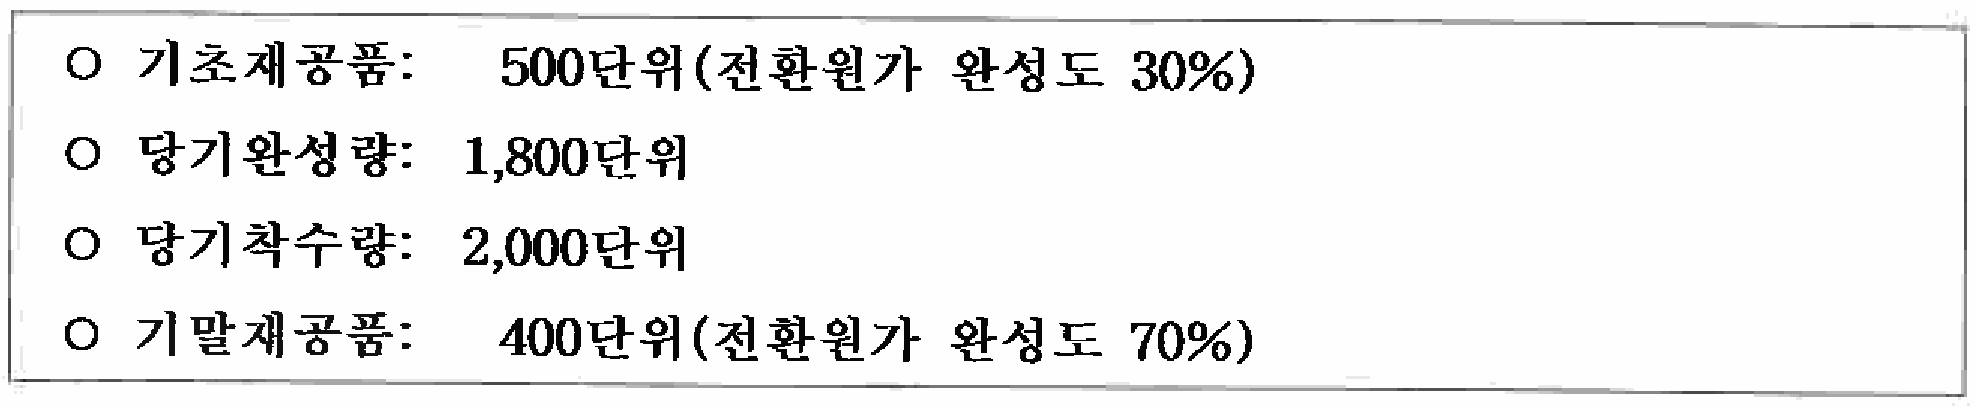 ○ 기초재공품: 500단위(전환원가 완성도 30%)
○ 당기완성량: 1,800단위
○ 당기착수량: 2,000단위
○ 기말재공품: 400단위(전환원가 완성도 70%)